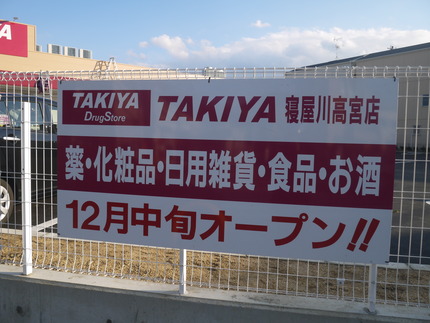 YA
TAKIYA DrugStore TAKIYA 寝屋川高宮店
薬・化粧品・日用雑貨・食品・お酒
12月中旬オープン!!